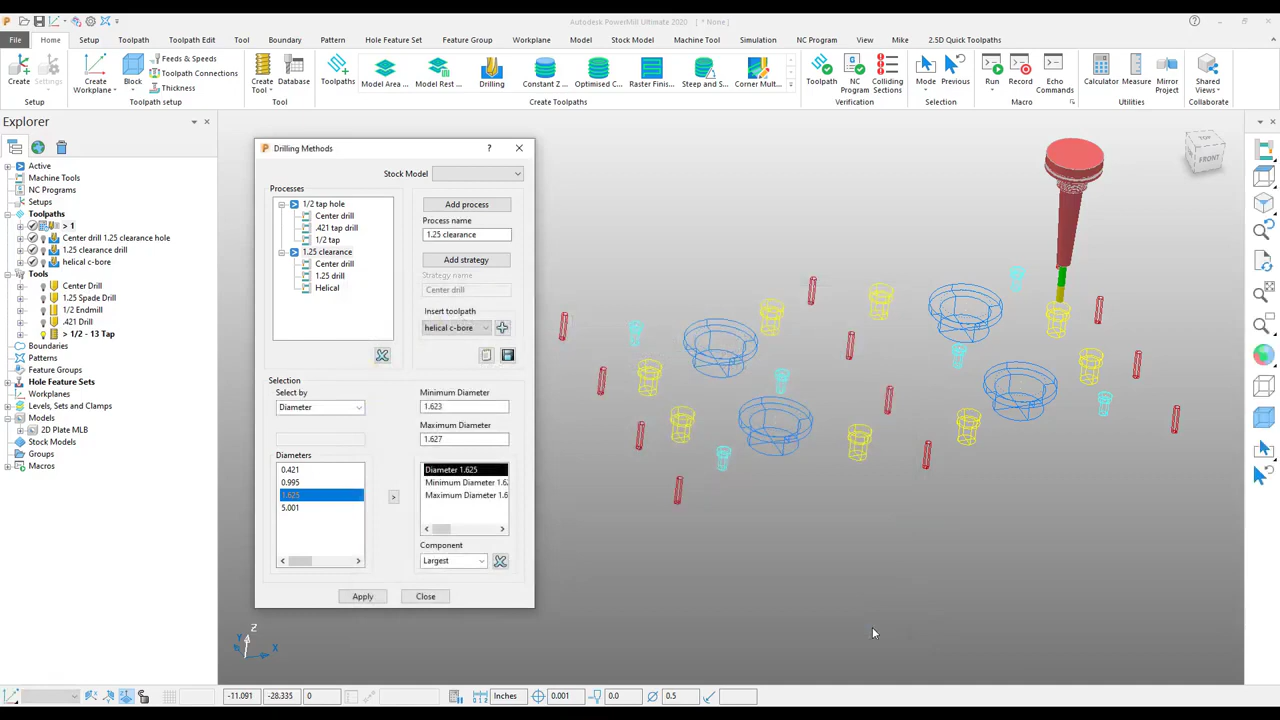 Autodesk PowerMill Ultimate 2020 [ * None ]
File Home Setup Toolpath Toolpath Edit Tool Boundary Pattern Hole Feature Set Feature Group Workplane Model Stock Model Machine Tool Simulation NC Program View Mike 2.5D Quick Toolpaths
Create
Settings
Setup
Create Workplane
Block
Feeds & Speeds
Toolpath Connections
Thickness
Toolpath setup
Create Tool
Database
Tool
Toolpaths
Model Area ...
Model Rest ...
Drilling
Constant Z ...
Optimised C...
Raster Finis...
Steep and S...
Corner Mult...
Create Toolpaths
Toolpath
NC Program
Colliding Sections
Verification
Mode
Previous
Selection
Run
Record
Echo Commands
Macro
Calculator
Measure
Mirror Project
Utilities
Shared Views
Collaborate
Explorer
Active
Machine Tools
NC Programs
Setups
Toolpaths
> 1
Center drill 1.25 clearance hole
1.25 clearance drill
helical c-bore
Tools
Center Drill
1.25 Spade Drill
1/2 Endmill
.421 Drill
> 1/2 - 13 Tap
Boundaries
Patterns
Feature Groups
Hole Feature Sets
Workplanes
Levels, Sets and Clamps
Models
2D Plate MLB
Stock Models
Groups
Macros
Drilling Methods
Stock Model
Processes
1/2 tap hole
Center drill
.421 tap drill
1/2 tap
1.25 clearance
Center drill
1.25 drill
Helical
Add process
Process name
1.25 clearance
Add strategy
Strategy name
Center drill
Insert toolpath
helical c-bore
Selection
Select by
Diameter
Minimum Diameter
1.623
Maximum Diameter
1.627
Diameters
0.421
0.995
1.625
5.001
Diameter 1.625
Minimum Diameter 1.6
Maximum Diameter 1.6
Component
Largest
Apply
Close
TOP
FRONT
Z
Y
X
-11.091
-28.335
0
Inches
0.001
0.0
0.5